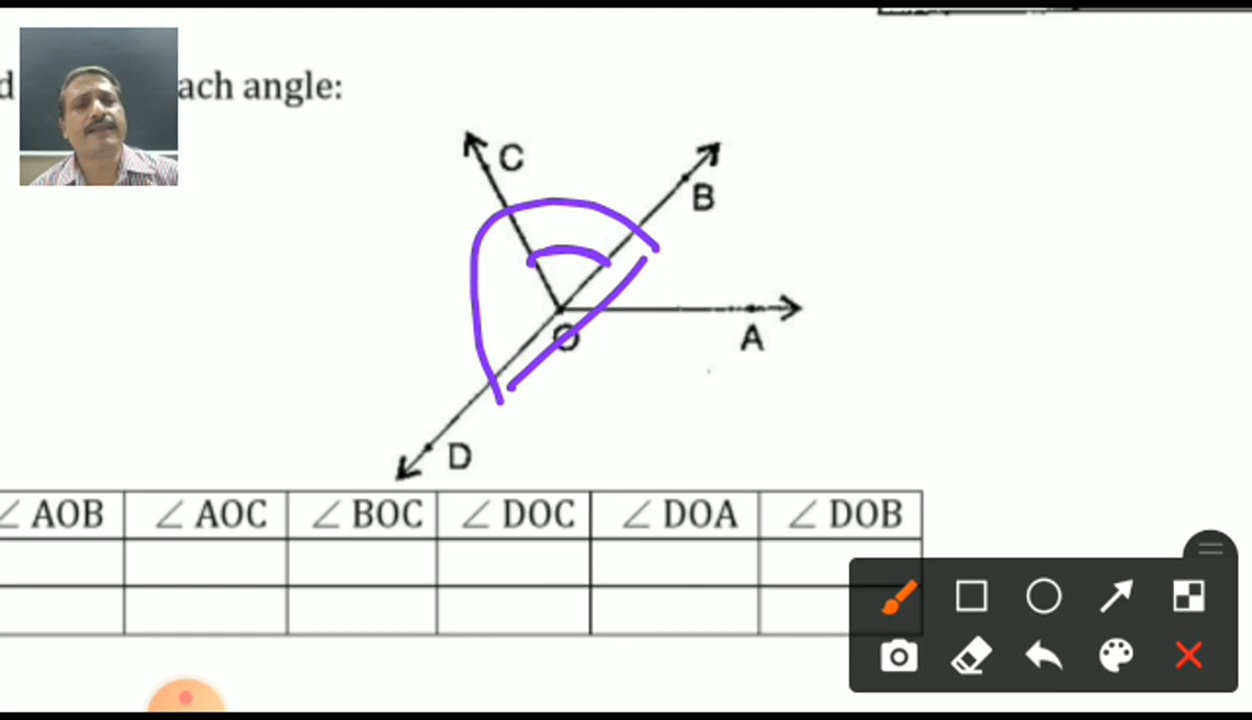 d ach angle:
C
B
O
A
D
∠ AOB ∠ AOC ∠ BOC ∠ DOC ∠ DOA ∠ DOB